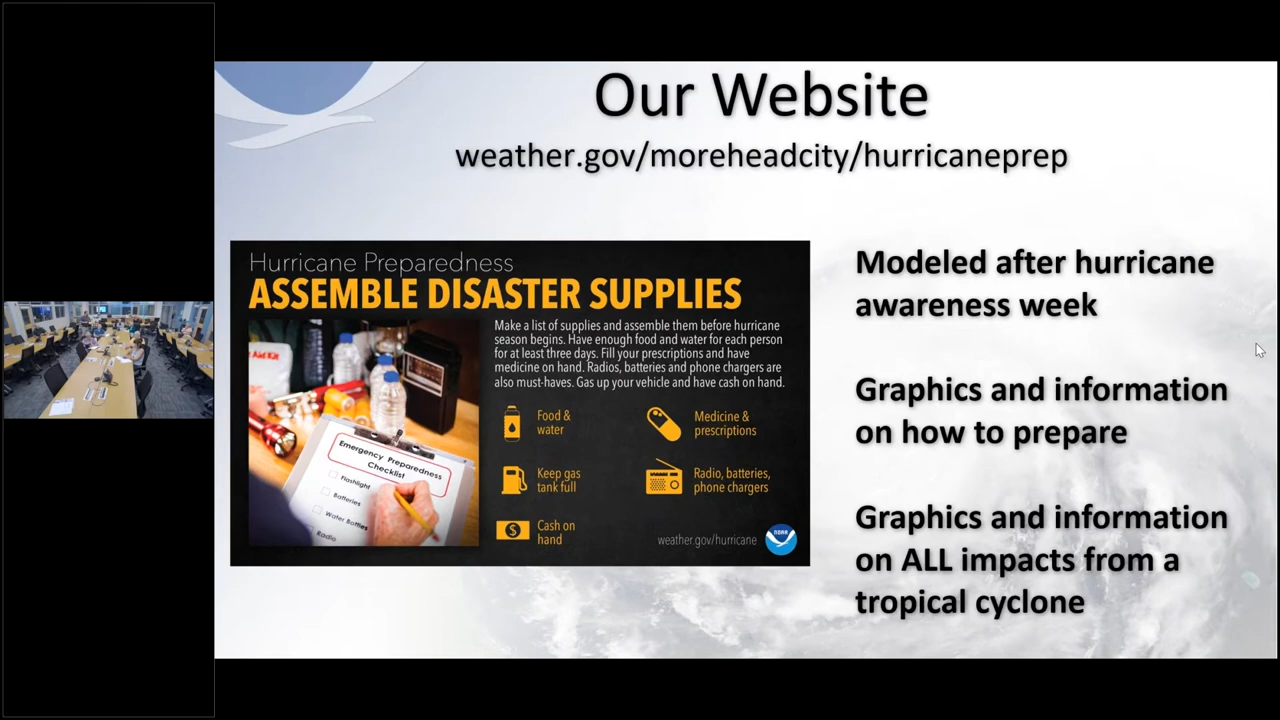 Our Website
weather.gov/moreheadcity/hurricaneprep
Hurricane Preparedness
ASSEMBLE DISASTER SUPPLIES
Make a list of supplies and assemble them before hurricane
season begins. Have enough food and water for each person
for at least three days. Fill your prescriptions and have
medicine on hand. Radios, batteries and phone chargers are
also must-haves. Gas up your vehicle and have cash on hand.
Emergency Preparedness
Checklist
Flashlight
Batteries
Water Bottles
Radio
Food &
water
Medicine &
prescriptions
Keep gas
tank full
Radio, batteries,
phone chargers
$
Cash on
hand
weather.gov/hurricane
NOAA
Modeled after hurricane
awareness week
Graphics and information
on how to prepare
Graphics and information
on ALL impacts from a
tropical cyclone